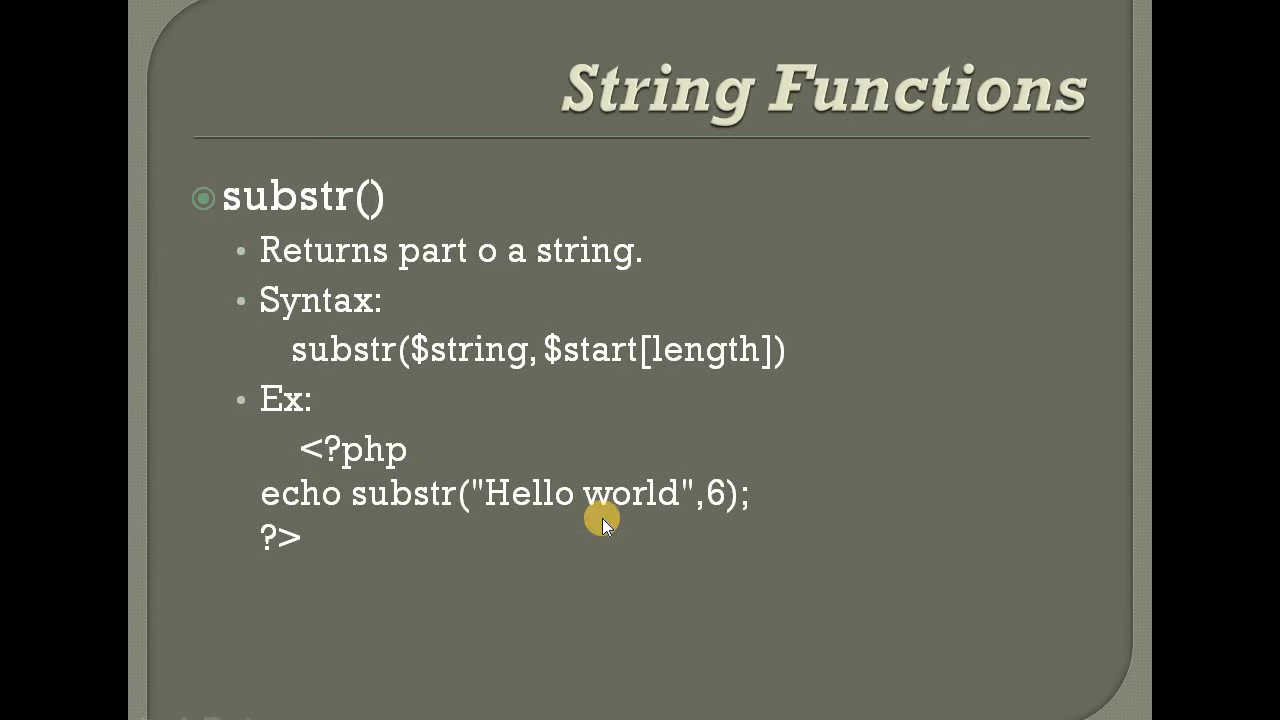 String Functions
substr()
Returns part o a string.
Syntax:
substr($string, $start[length])
Ex:
<?php
echo substr("Hello world",6);
?>